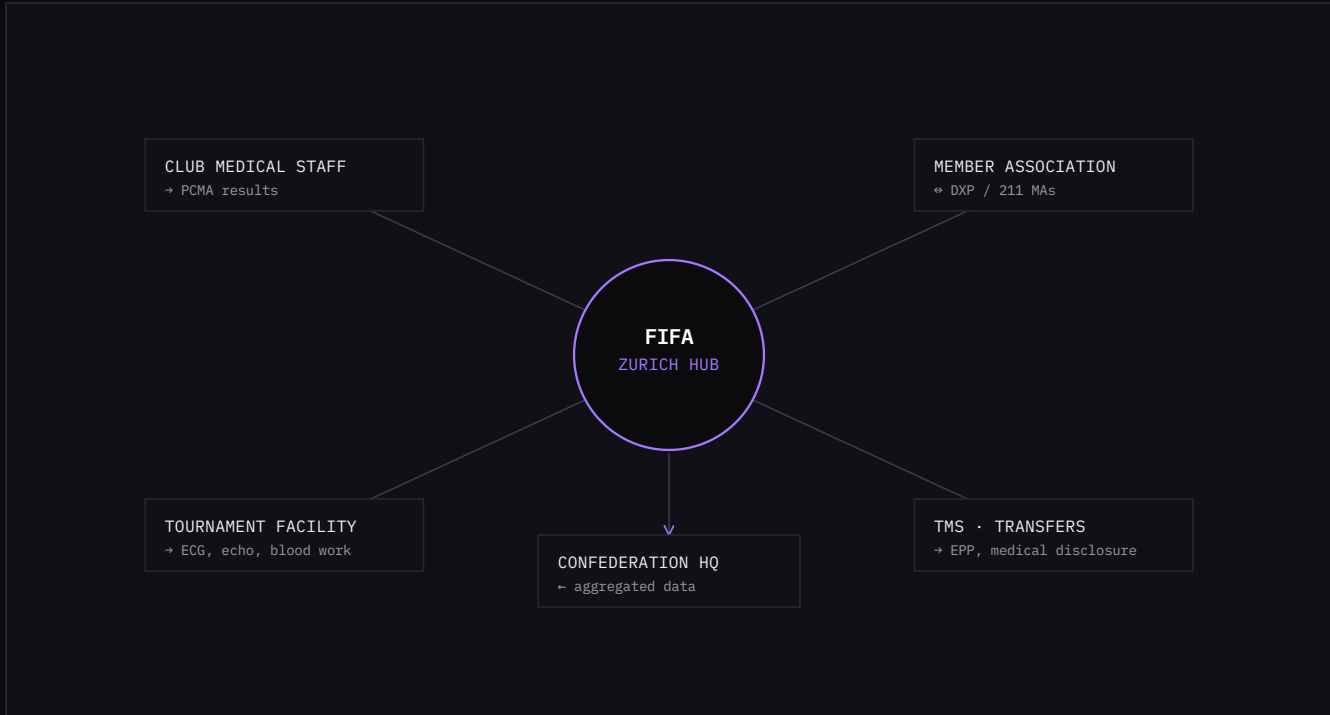 CLUB MEDICAL STAFF
→ PCMA results
MEMBER ASSOCIATION
↔ DXP / 211 MAs
FIFA
ZURICH HUB
TOURNAMENT FACILITY
→ ECG, echo, blood work
CONFEDERATION HQ
← aggregated data
TMS · TRANSFERS
→ EPP, medical disclosure